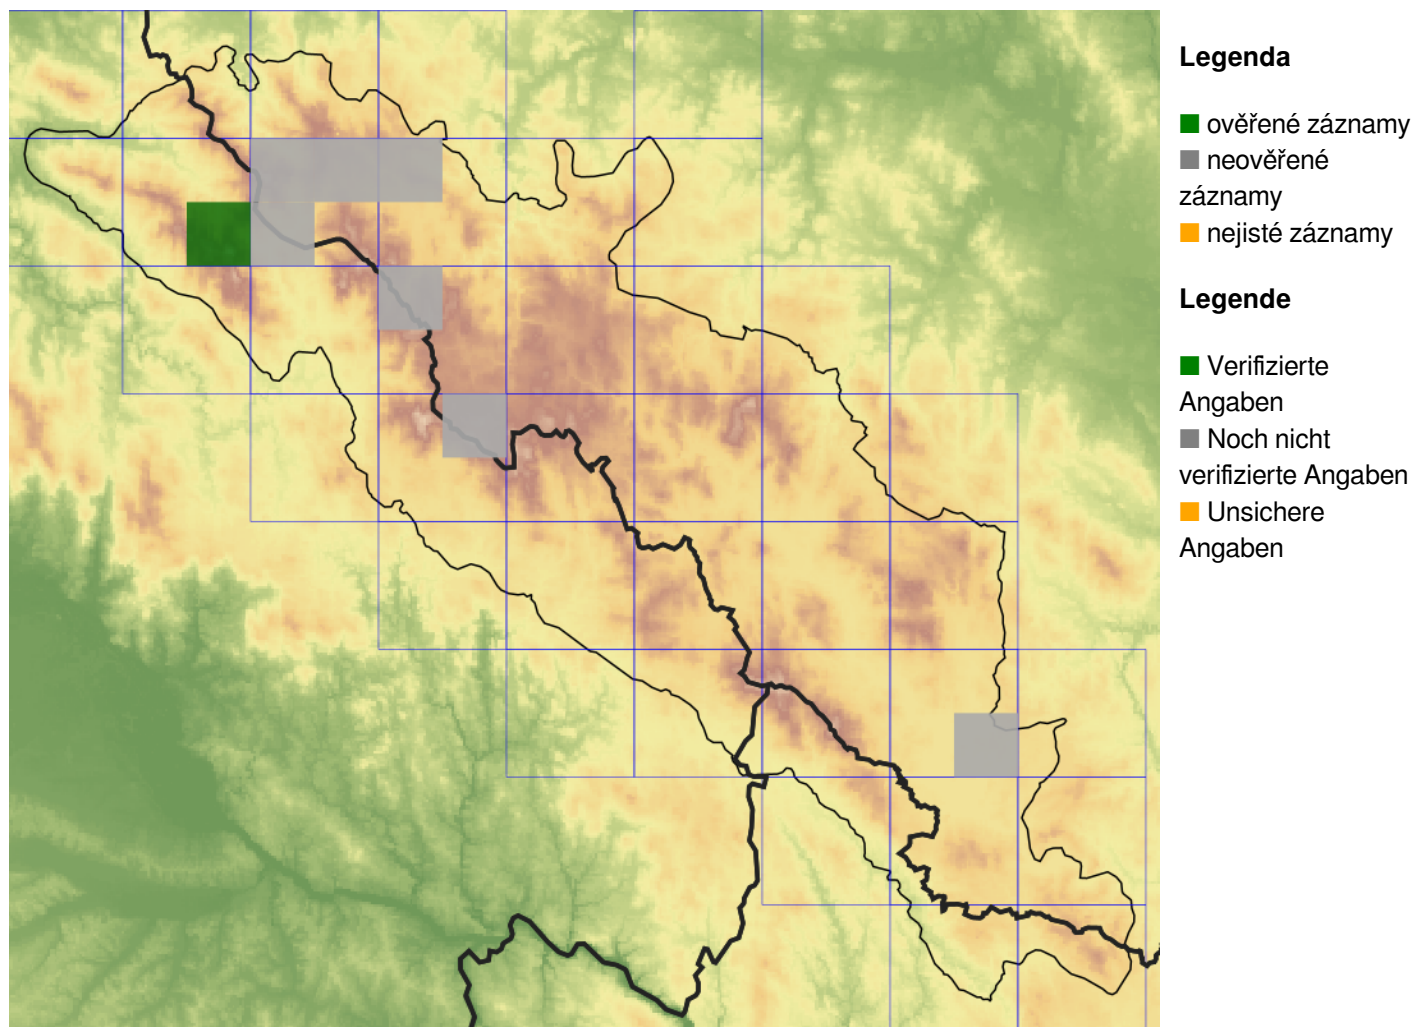 Legenda
ověřené záznamy
neověřené
záznamy
nejisté záznamy
Legende
Verifizierte
Angaben
Noch nicht
verifizierte Angaben
Unsichere
Angaben